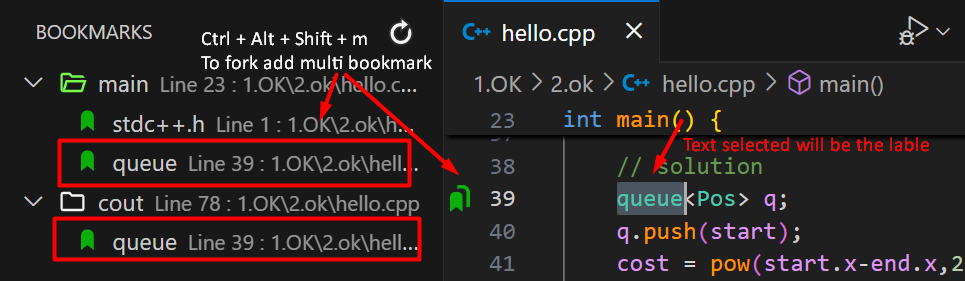 BOOKMARKS
Ctrl + Alt + Shift + m
To fork add multi bookmark
main Line 23 : 1.OK\2.ok\hello.c...
stdc++.h Line 1 : 1.OK\2.ok\h...
queue Line 39 : 1.OK\2.ok\hell...
cout Line 78 : 1.OK\2.ok\hello.cpp
queue Line 39 : 1.OK\2.ok\hell...
C++ hello.cpp
1.OK > 2.ok > C++ hello.cpp > main()
23 int main() {
Text selected will be the lable
38 // solution
39 queue<Pos> q;
40 q.push(start);
41 cost = pow(start.x-end.x,2